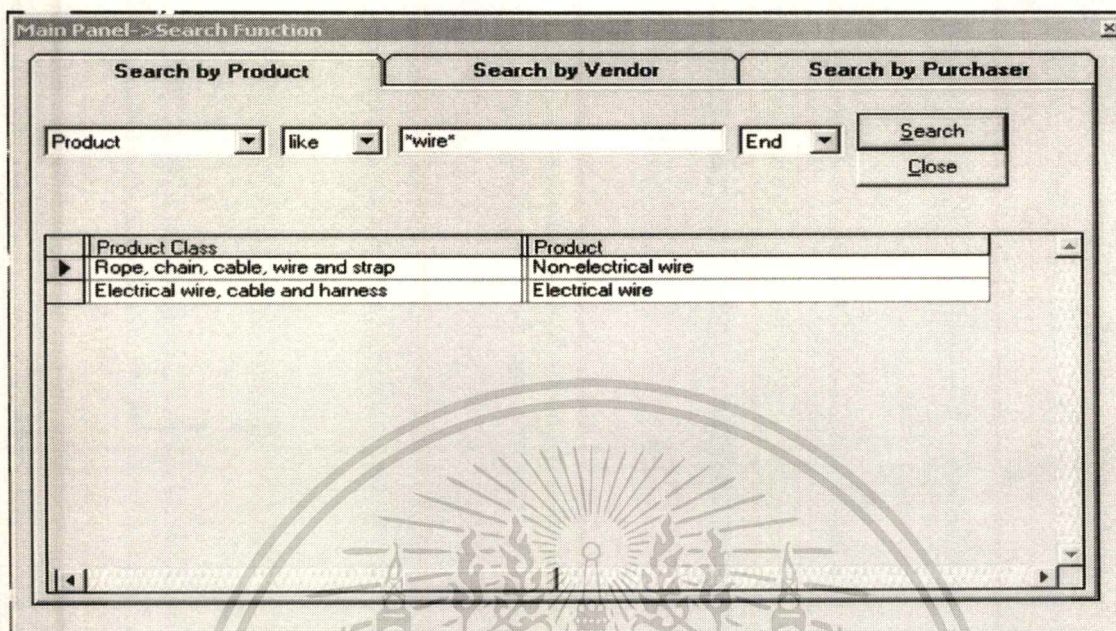 Main Panel->Search Function
Search by Product Search by Vendor Search by Purchaser
Product like "wire" End Search
Close
Product Class Product
Rope, chain, cable, wire and strap Non-electrical wire
Electrical wire, cable and harness Electrical wire